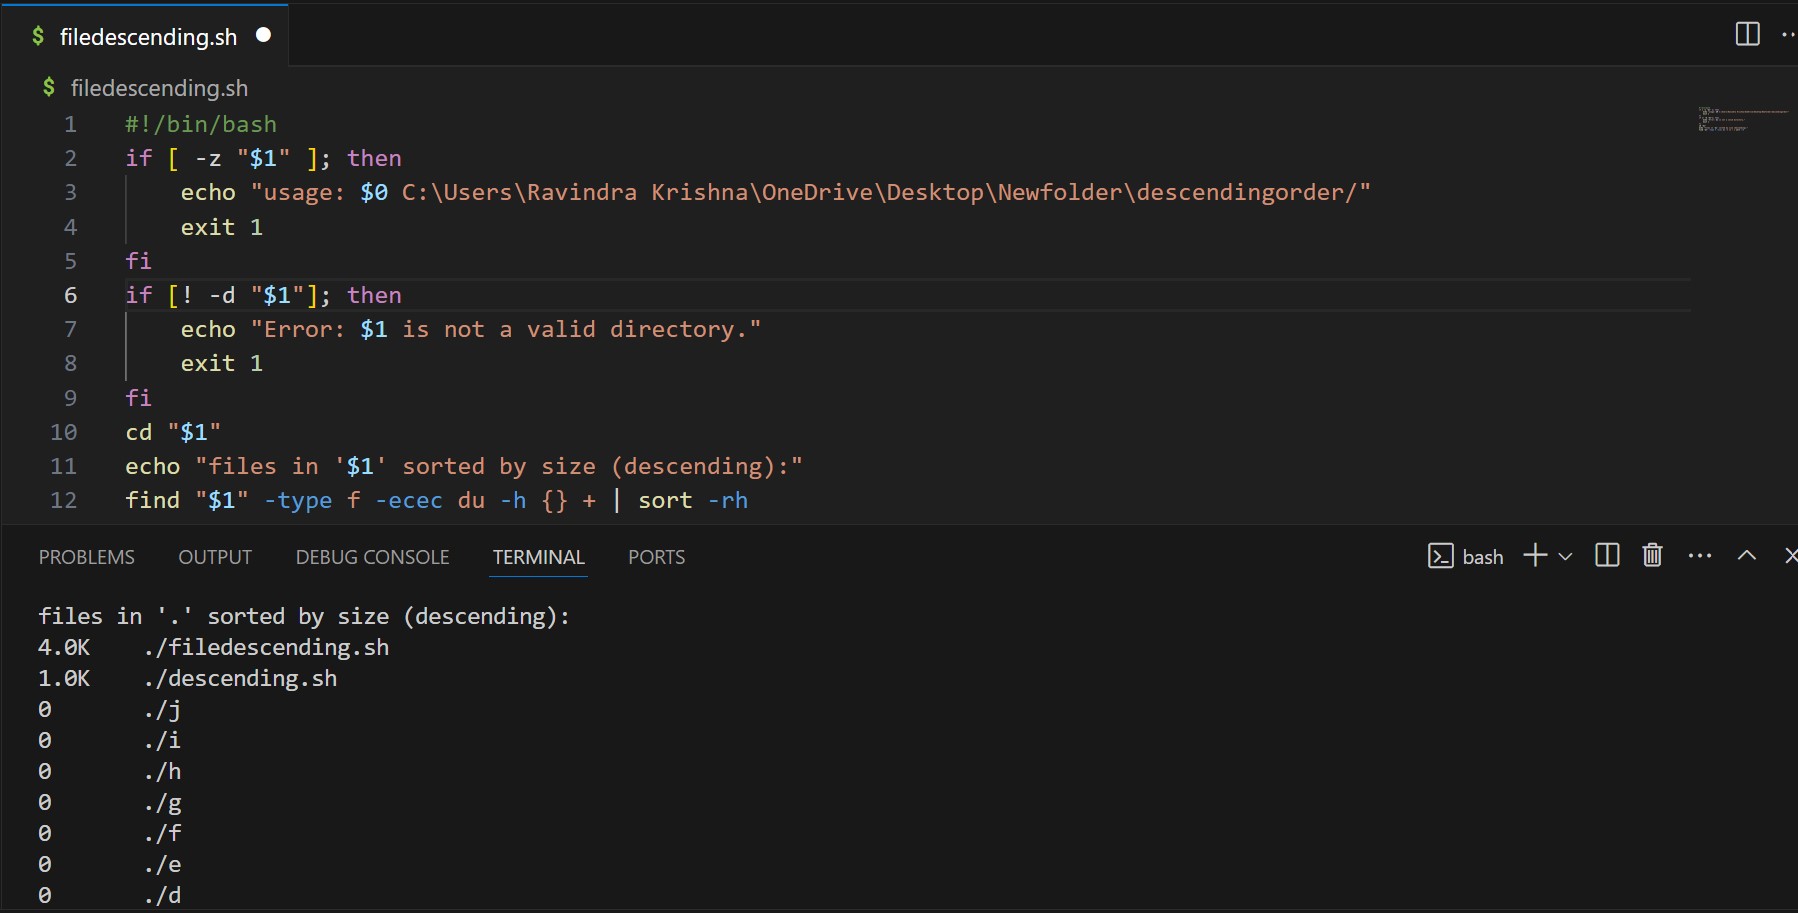 $ filedescending.sh ●
$ filedescending.sh
1 #!/bin/bash
2 if [ -z "$1" ]; then
3     echo "usage: $0 C:\Users\Ravindra Krishna\OneDrive\Desktop\Newfolder\descendingorder/"
4     exit 1
5 fi
6 if [! -d "$1"]; then
7     echo "Error: $1 is not a valid directory."
8     exit 1
9 fi
10 cd "$1"
11 echo "files in '$1' sorted by size (descending):"
12 find "$1" -type f -ecec du -h {} + | sort -rh
PROBLEMS OUTPUT DEBUG CONSOLE TERMINAL PORTS bash
files in '.' sorted by size (descending):
4.0K    ./filedescending.sh
1.0K    ./descending.sh
0       ./j
0       ./i
0       ./h
0       ./g
0       ./f
0       ./e
0       ./d